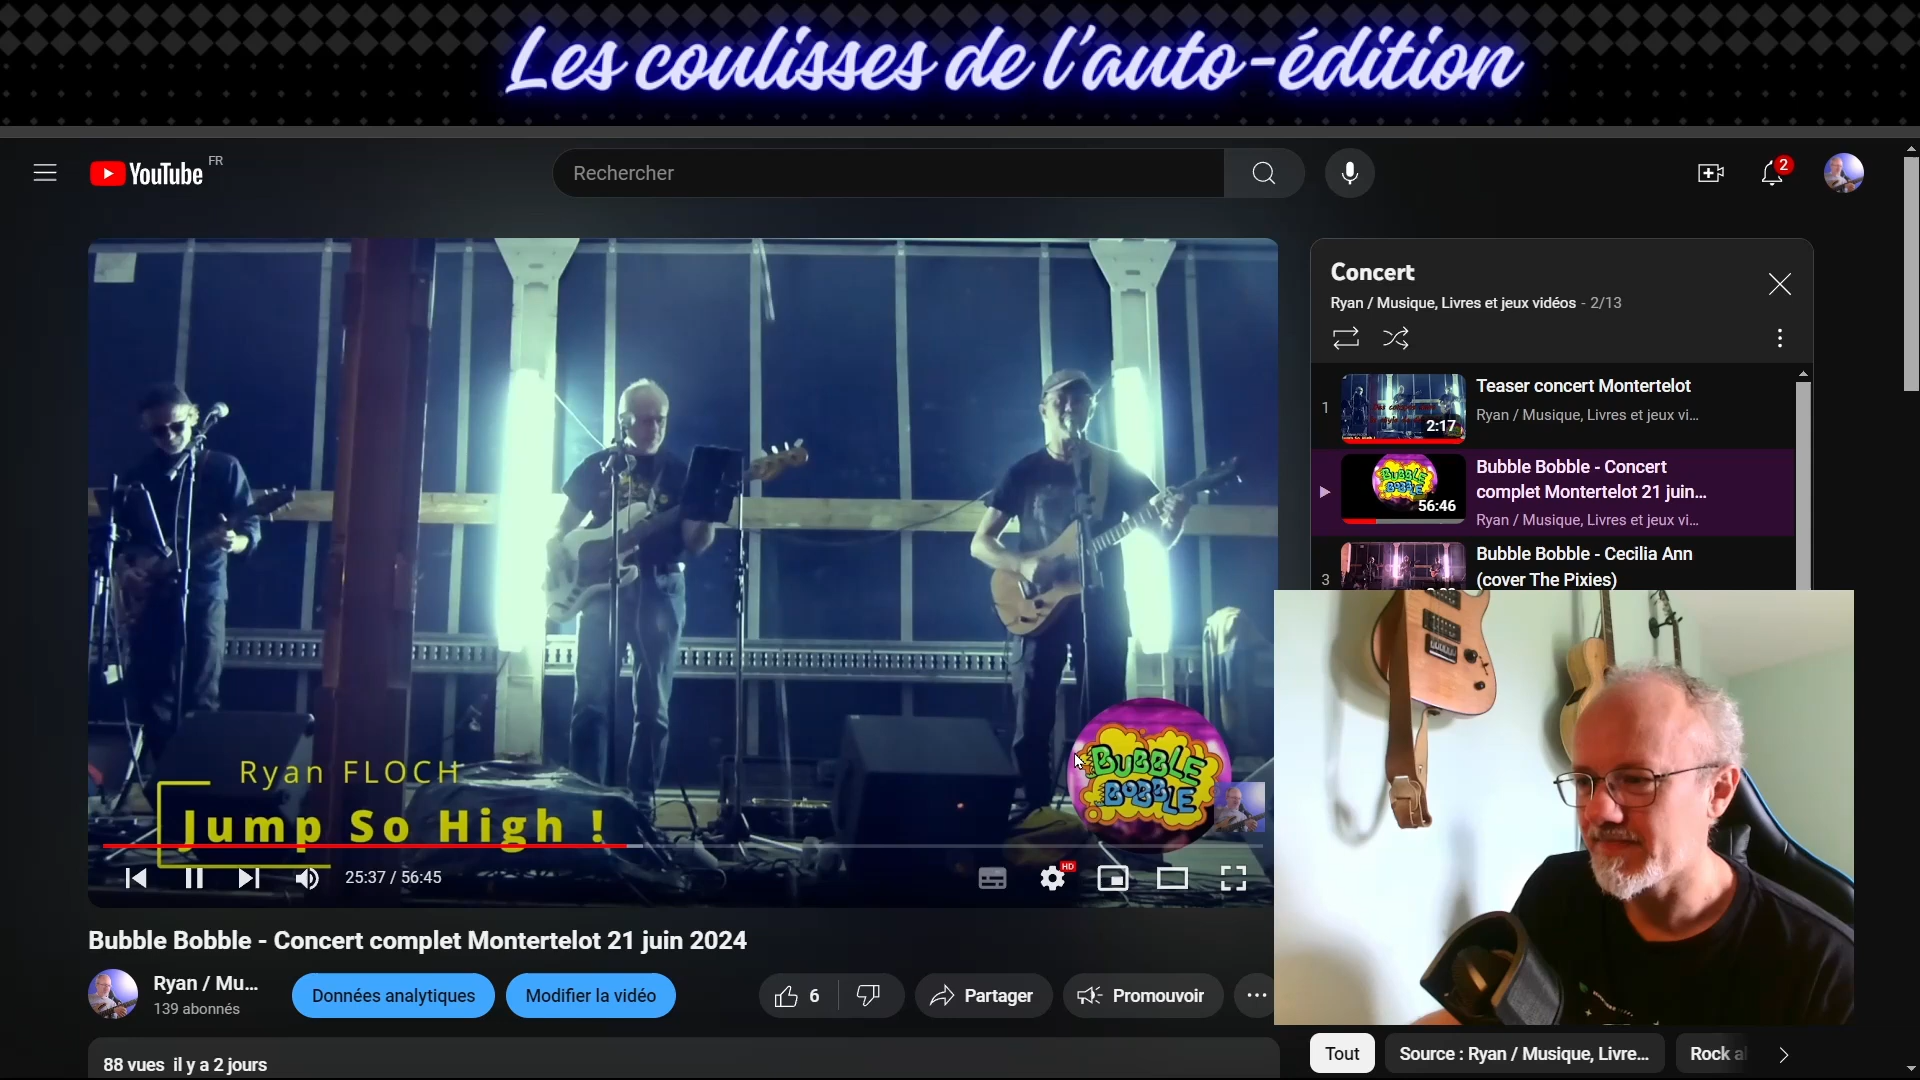 Les coulisses de l'auto-édition
YouTube FR
Rechercher
2
Ryan FLOCH
Jump So High !
BUBBLE
BOBBLE
25:37 / 56:45
HD
Bubble Bobble - Concert complet Montertelot 21 juin 2024
Ryan / Mu...
139 abonnés
Données analytiques
Modifier la vidéo
6
Partager
Promouvoir
88 vues il y a 2 jours
Concert
Ryan / Musique, Livres et jeux vidéos - 2/13
1
2:17
Teaser concert Montertelot
Ryan / Musique, Livres et jeux vi...
BUBBLE
BOBBLE
56:46
Bubble Bobble - Concert
complet Montertelot 21 juin...
Ryan / Musique, Livres et jeux vi...
3
Bubble Bobble - Cecilia Ann
(cover The Pixies)
Tout
Source : Ryan / Musique, Livre...
Rock